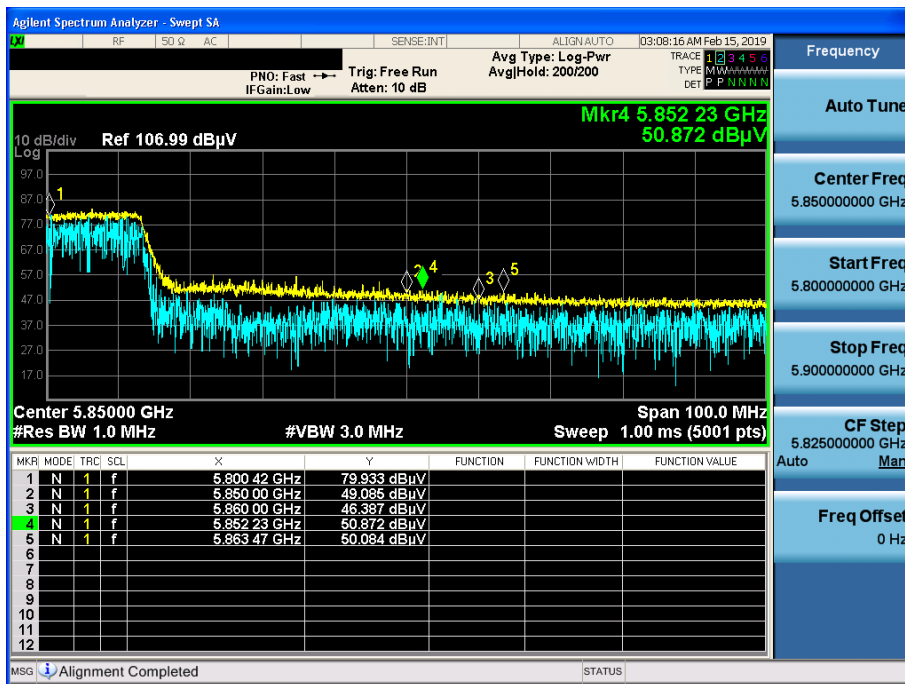 Agilent Spectrum Analyzer - Swept SA
LXI RF 50 Ω AC SENSE:INT ALIGN AUTO 03:08:16 AM Feb 15, 2019
Frequency
Avg Type: Log-Pwr TRACE 1 2 3 4 5 6
PNO: Fast Trig: Free Run Avg|Hold: 200/200 TYPE M W W W W W
IFGain:Low Atten: 10 dB DET P P N N N N
Auto Tune
Mkr4 5.852 23 GHz
50.872 dBµV
10 dB/div Ref 106.99 dBµV
Log
97.0
87.0
77.0
67.0
57.0
47.0
37.0
27.0
17.0
1
2 4
3 5
Center 5.85000 GHz Span 100.0 MHz
#Res BW 1.0 MHz #VBW 3.0 MHz Sweep 1.00 ms (5001 pts)
Center Freq
5.850000000 GHz
Start Freq
5.800000000 GHz
Stop Freq
5.900000000 GHz
CF Step
5.825000000 GHz
Auto Man
Freq Offset
0 Hz
MKR MODE TRC SCL X Y FUNCTION FUNCTION WIDTH FUNCTION VALUE
1 N 1 f 5.800 42 GHz 79.933 dBµV
2 N 1 f 5.850 00 GHz 49.085 dBµV
3 N 1 f 5.860 00 GHz 46.387 dBµV
4 N 1 f 5.852 23 GHz 50.872 dBµV
5 N 1 f 5.863 47 GHz 50.084 dBµV
6
7
8
9
10
11
12
MSG Alignment Completed STATUS